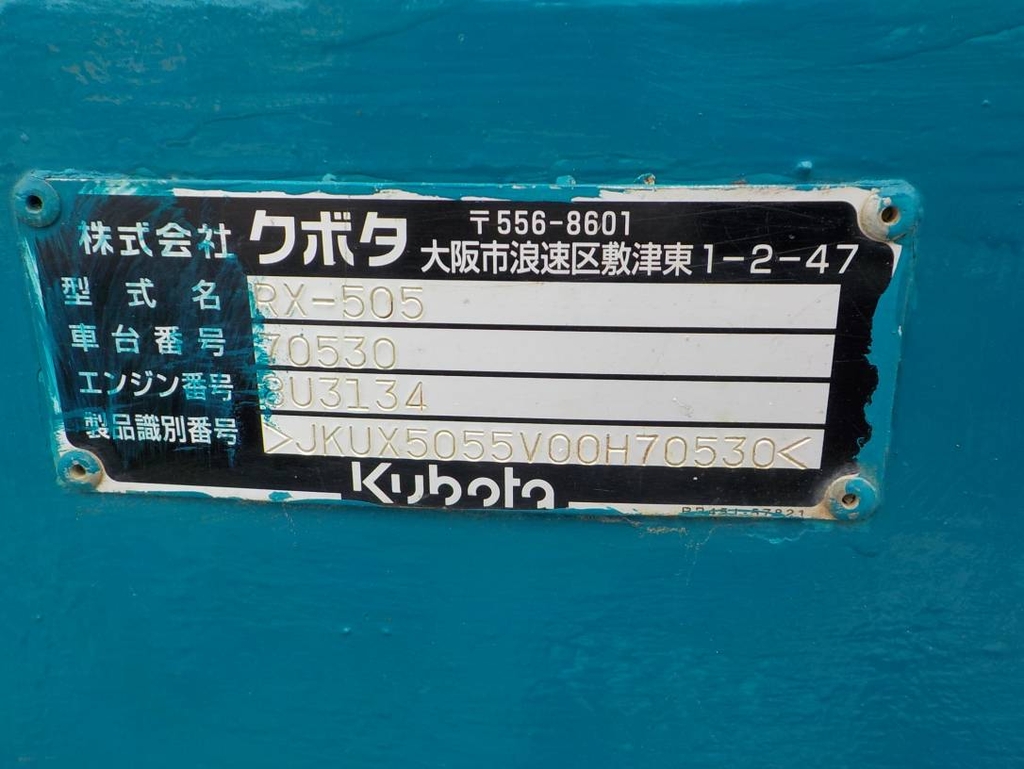 株式会社 クボタ 〒556-8601
大阪市浪速区敷津東1-2-47
型式名 RX-505
車台番号 70530
エンジン番号 3U3134
製品識別番号 >JKUX5055V00H70530<
Kubota